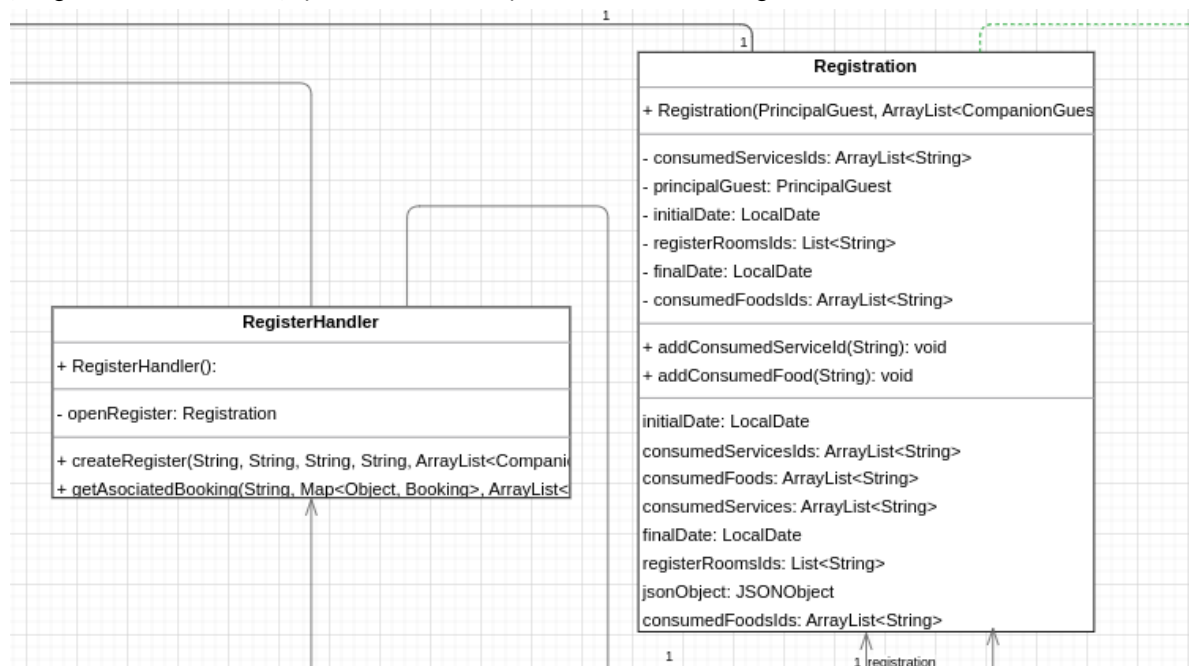 1
1
Registration
+ Registration(PrincipalGuest, ArrayList<CompanionGues
- consumedServicesIds: ArrayList<String>
- principalGuest: PrincipalGuest
- initialDate: LocalDate
- registerRoomsIds: List<String>
- finalDate: LocalDate
- consumedFoodsIds: ArrayList<String>
+ addConsumedServiceId(String): void
+ addConsumedFood(String): void
initialDate: LocalDate
consumedServicesIds: ArrayList<String>
consumedFoods: ArrayList<String>
consumedServices: ArrayList<String>
finalDate: LocalDate
registerRoomsIds: List<String>
jsonObject: JSONObject
consumedFoodsIds: ArrayList<String>
RegisterHandler
+ RegisterHandler():
- openRegister: Registration
+ createRegister(String, String, String, String, ArrayList<Compani
+ getAsociatedBooking(String, Map<Object, Booking>, ArrayList<
1
1 registration